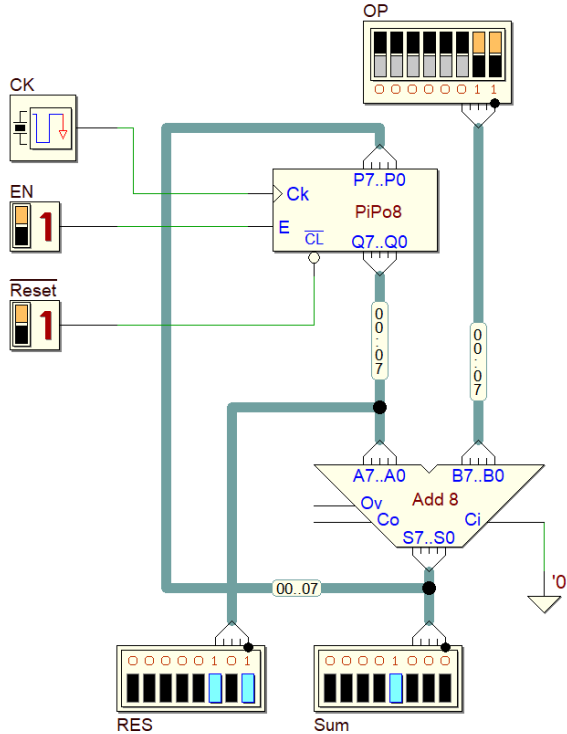 OP
0 0 0 0 0 0 1 1
CK
P7..P0
Ck
PiPo8
EN
1
E
CL
Q7..Q0
Reset
1
00..07
00..07
A7..A0
B7..B0
Add 8
Ov
Co
Ci
S7..S0
'0
00..07
0 0 0 0 0 1 0 1
0 0 0 0 1 0 0 0
RES
Sum